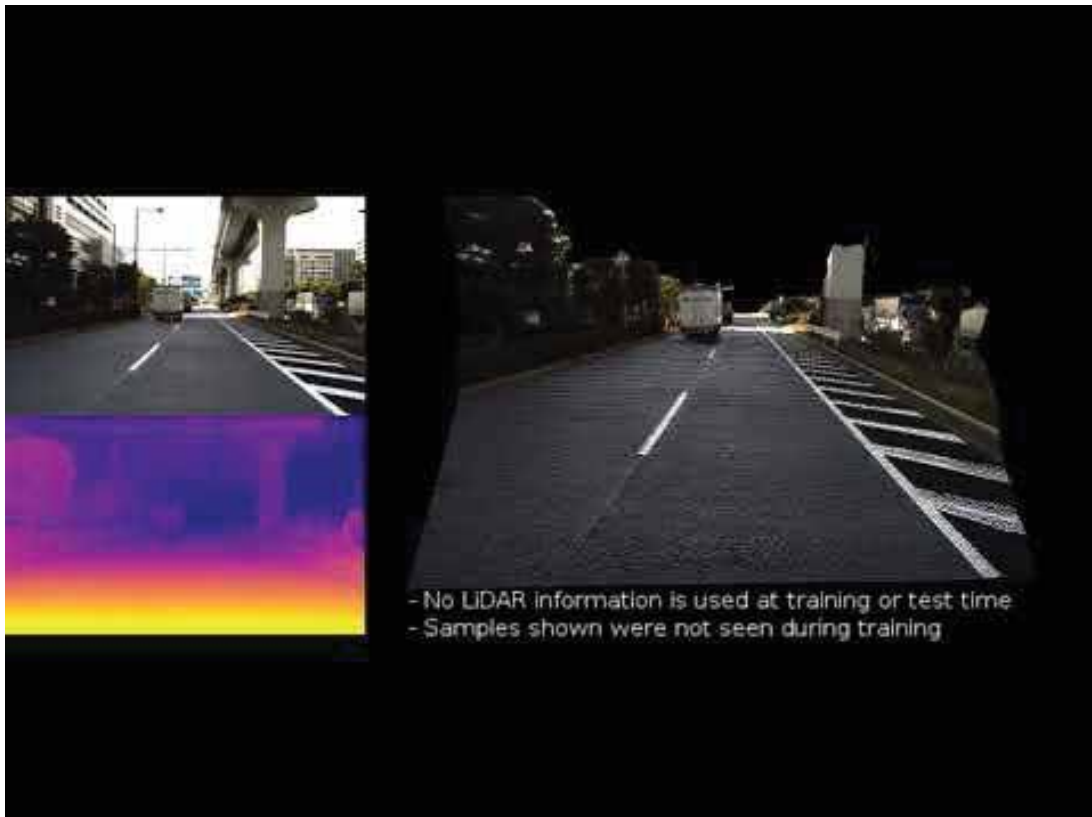 - No LiDAR information is used at training or test time
- Samples shown were not seen during training